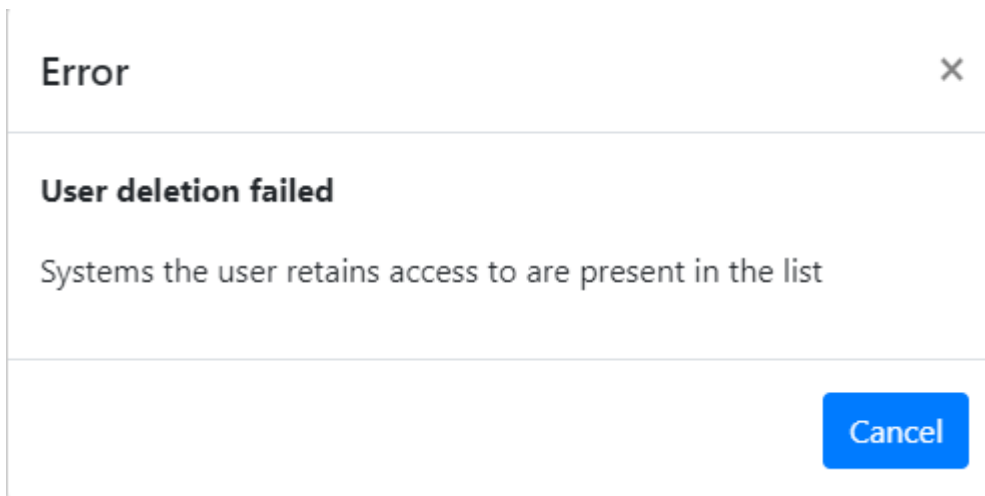 Error
User deletion failed
Systems the user retains access to are present in the list
Cancel